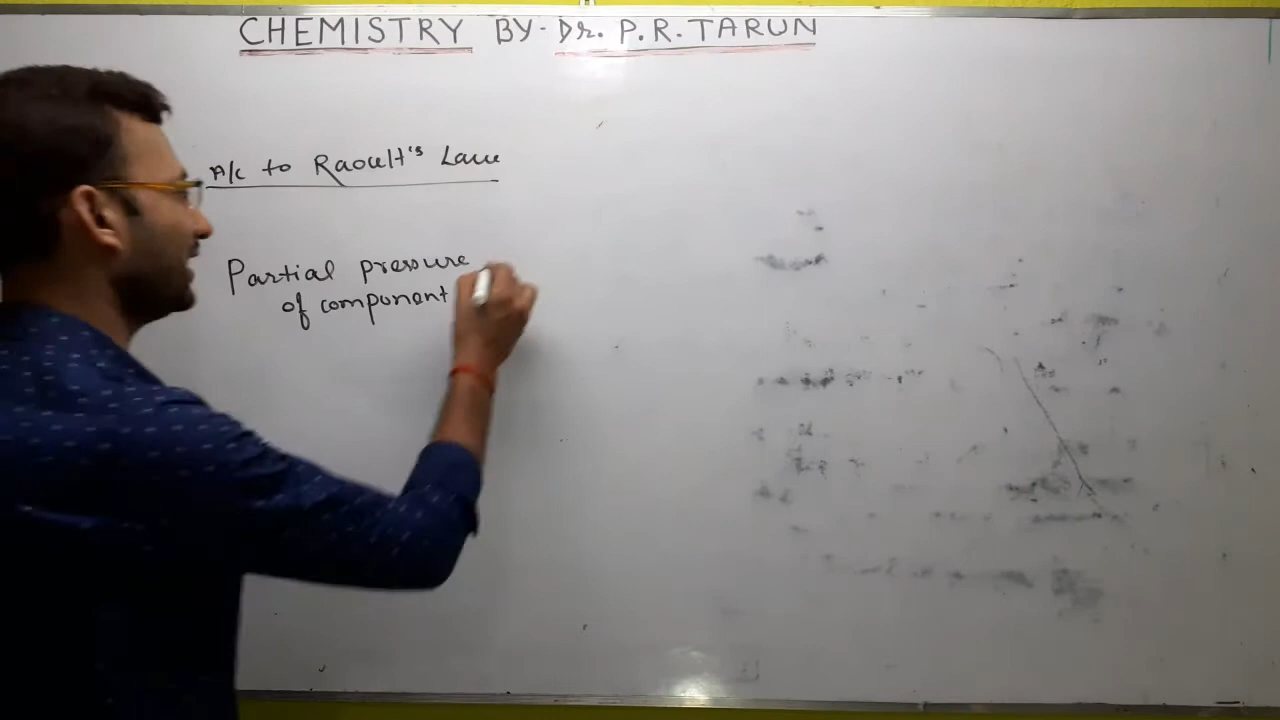 CHEMISTRY BY- Dr. P.R. TARUN
A/c to Raoult's Law
Partial pressure
of component